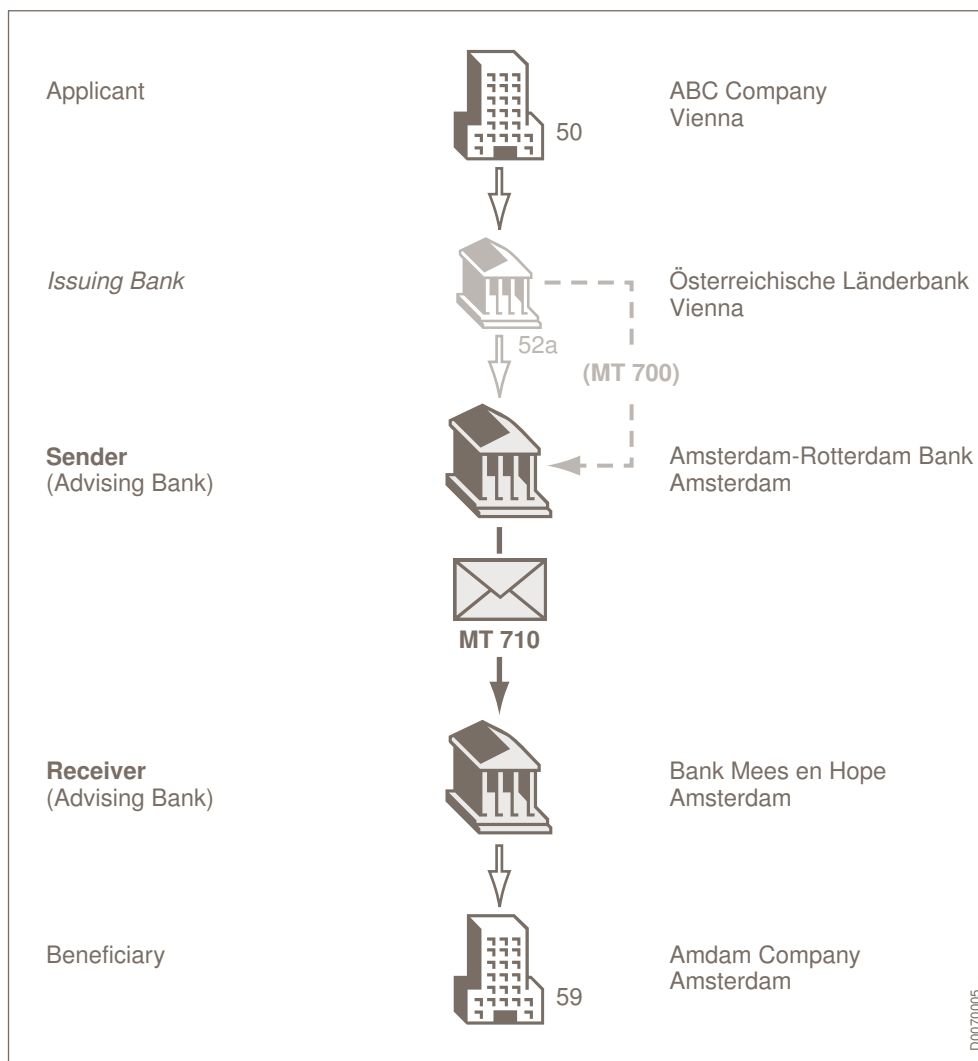 Applicant
50
ABC Company
Vienna
Issuing Bank
52a
Österreichische Länderbank
Vienna
(MT 700)
Sender
(Advising Bank)
Amsterdam-Rotterdam Bank
Amsterdam
MT 710
Receiver
(Advising Bank)
Bank Mees en Hope
Amsterdam
Beneficiary
59
Amdam Company
Amsterdam
D0070005